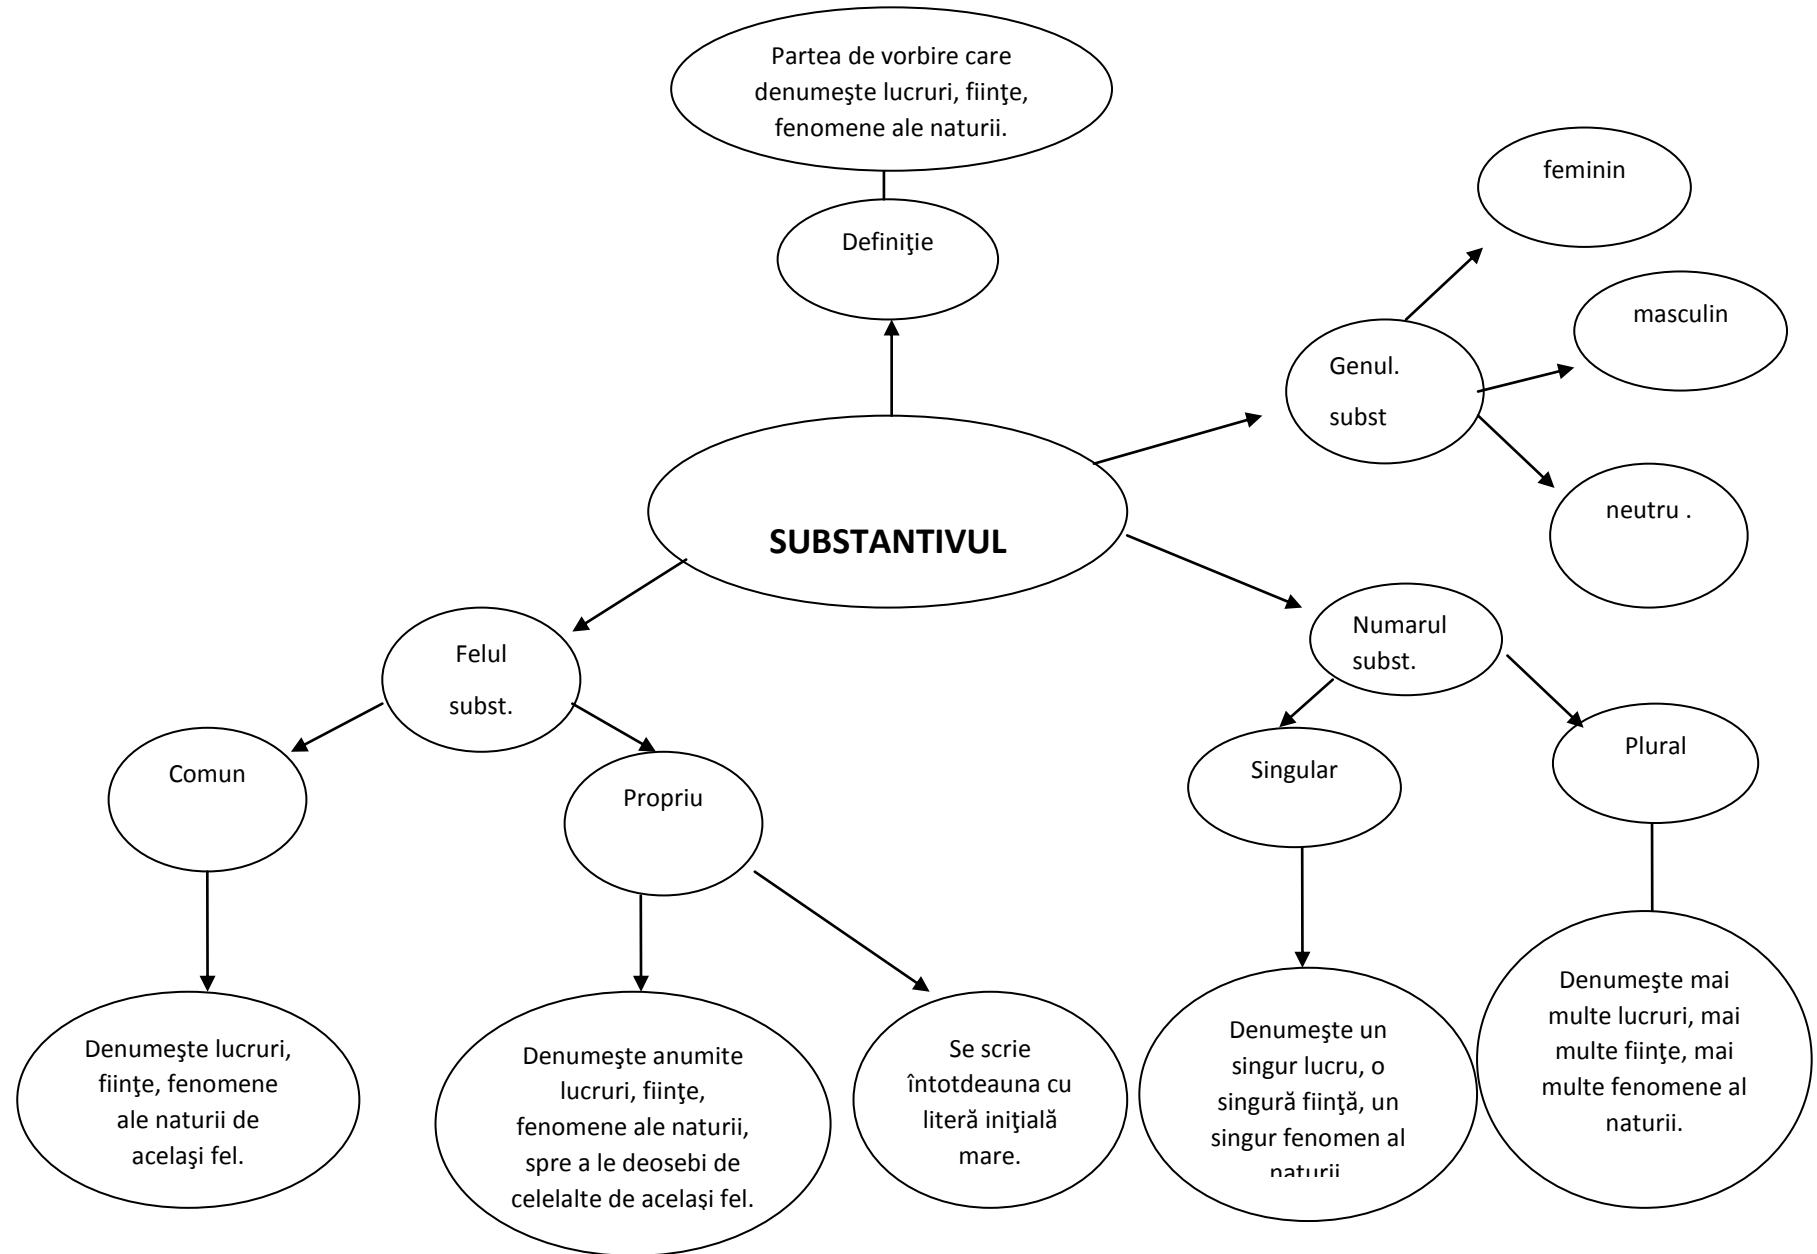 Partea de vorbire care
denumeşte lucruri, fiinţe,
fenomene ale naturii.
Definiţie
feminin
masculin
Genul.
subst
neutru .
SUBSTANTIVUL
Felul
subst.
Numarul
subst.
Comun
Propriu
Singular
Plural
Denumeşte lucruri,
fiinţe, fenomene
ale naturii de
acelaşi fel.
Denumeşte anumite
lucruri, fiinţe,
fenomene ale naturii,
spre a le deosebi de
celelalte de acelaşi fel.
Se scrie
întotdeauna cu
literă iniţială
mare.
Denumeşte un
singur lucru, o
singură fiinţă, un
singur fenomen al
naturii
Denumeşte mai
multe lucruri, mai
multe fiinţe, mai
multe fenomene al
naturii.